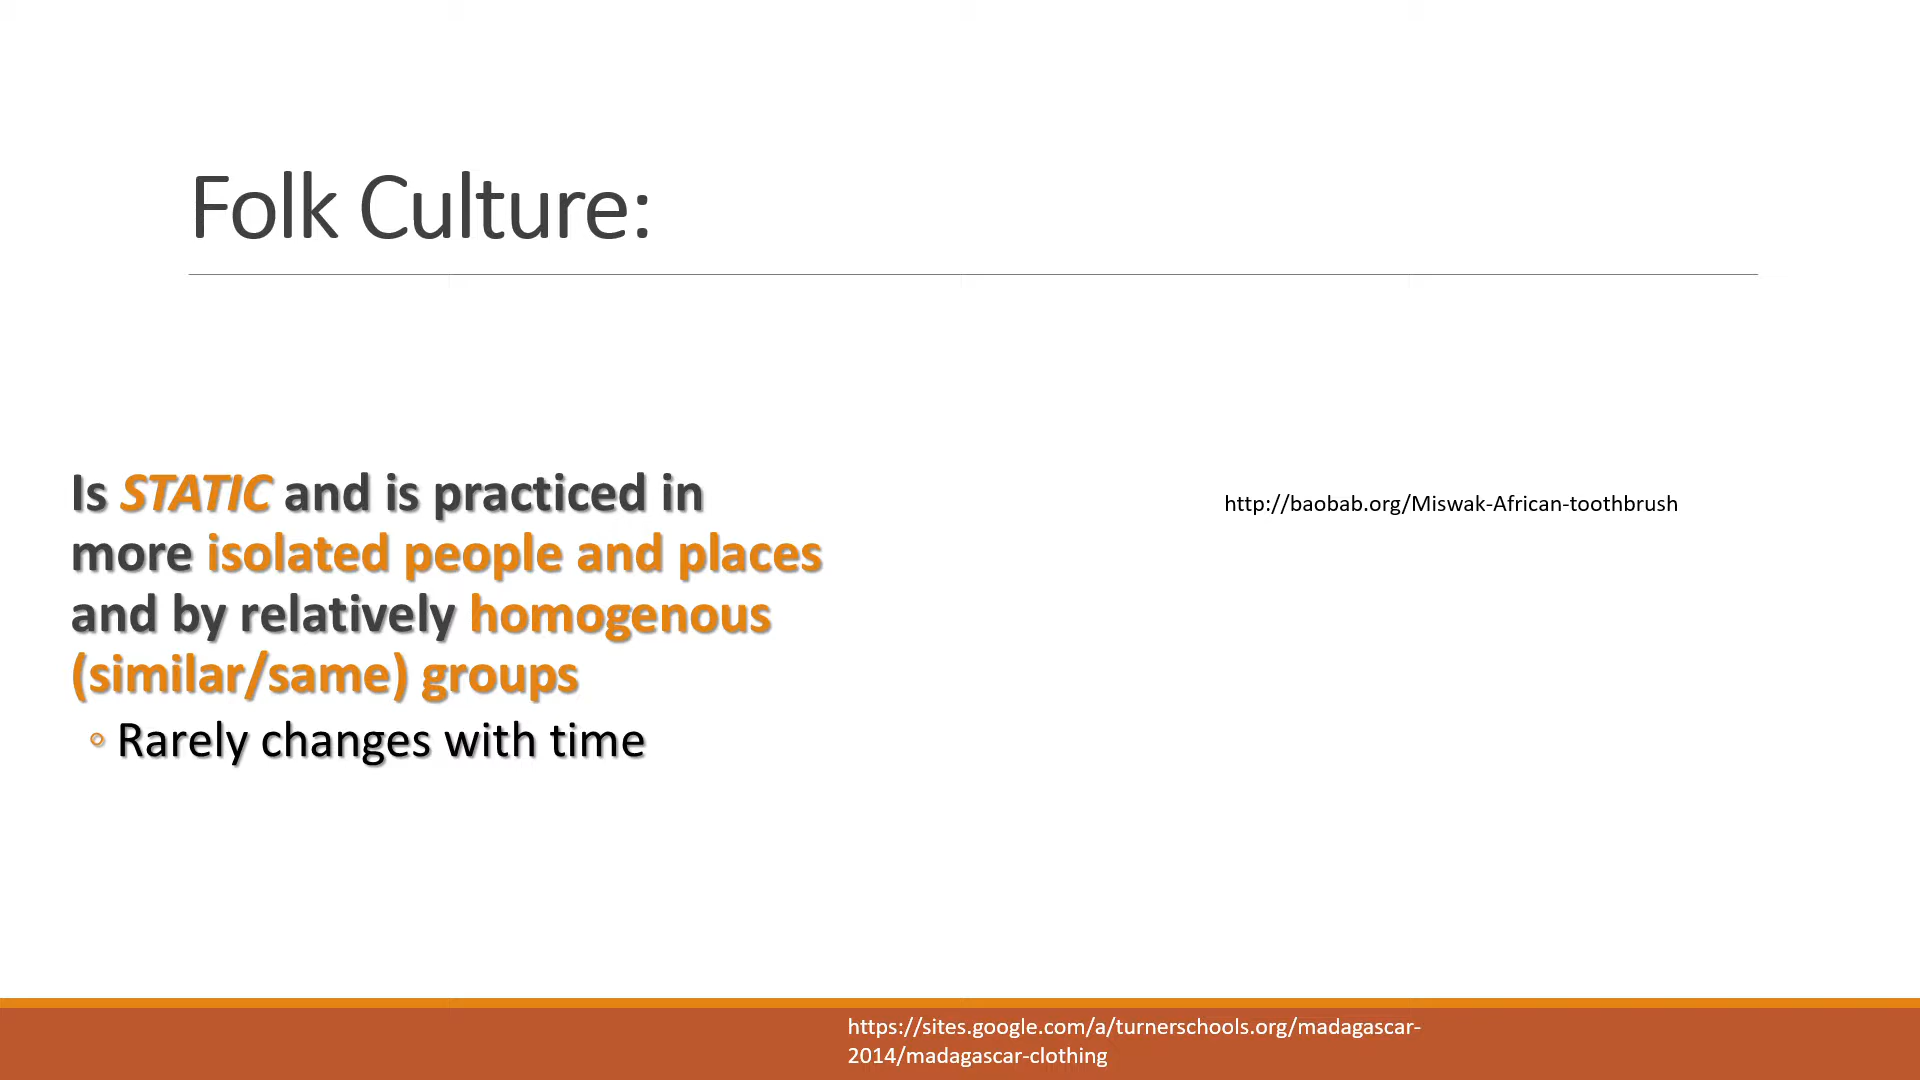 Folk Culture:
Is STATIC and is practiced in
more isolated people and places
and by relatively homogenous
(similar/same) groups
◦ Rarely changes with time
http://baobab.org/Miswak-African-toothbrush
https://sites.google.com/a/turnerschools.org/madagascar-
2014/madagascar-clothing